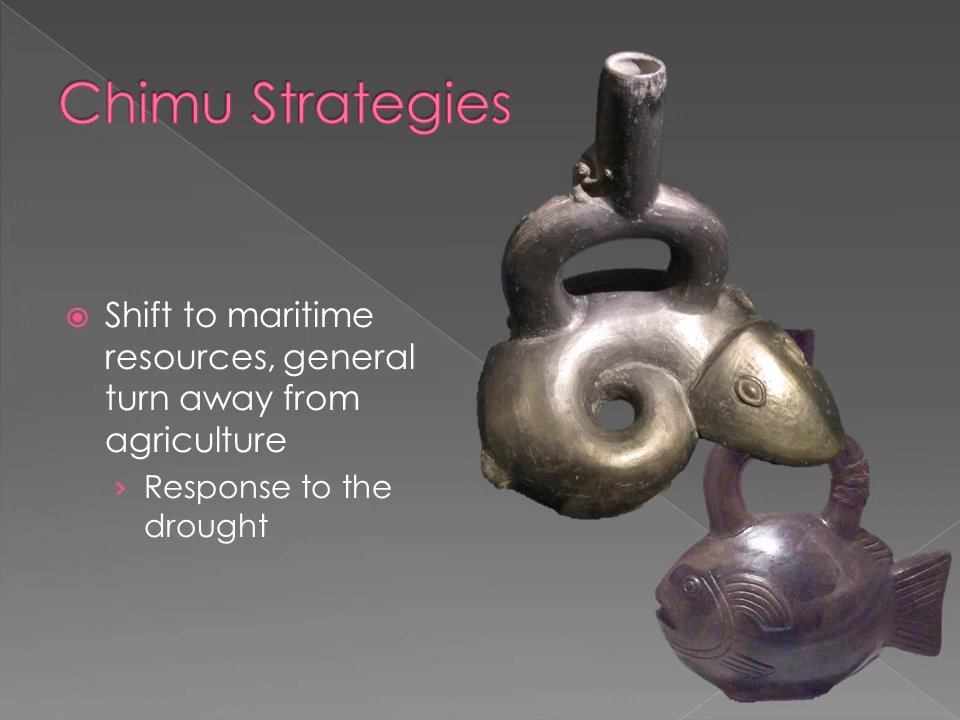 Chimu Strategies
Shift to maritime
resources, general
turn away from
agriculture
Response to the
drought